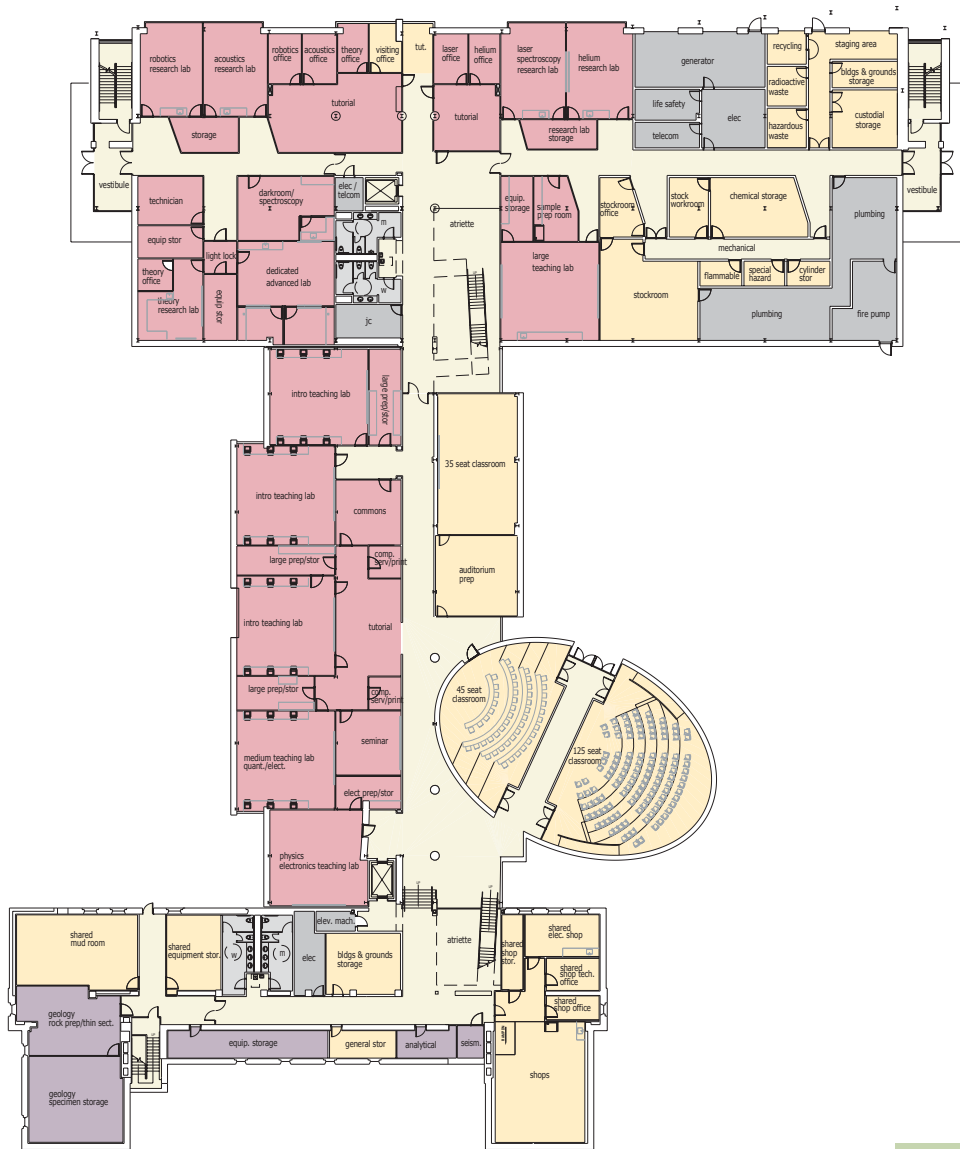 robotics
research lab
acoustics
research lab
robotics
office
acoustics
office
theory
office
visiting
office
tut.
laser
office
helium
office
laser
spectroscopy
research lab
helium
research lab
generator
recycling
staging area
radioactive
waste
bldgs & grounds
storage
life safety
elec
telecom
hazardous
waste
custodial
storage
tutorial
tutorial
storage
research lab
storage
vestibule
vestibule
technician
darkroom/
spectroscopy
elec /
telcom
m
w
atriette
equip.
storage
sample
prep room
stockroom
office
stock
workroom
chemical storage
plumbing
equip stor
light lock
theory
office
theory
research lab
equip stor
dedicated
advanced lab
jc
large
teaching lab
stockroom
mechanical
flammable
special
hazard
cylinder
stor
plumbing
fire pump
intro teaching lab
large prep/stor
35 seat classroom
intro teaching lab
commons
large prep/stor
comp.
serv/print
auditorium
prep
intro teaching lab
tutorial
large prep/stor
comp.
serv/print
45 seat
classroom
125 seat
classroom
medium teaching lab
quant./elect.
seminar
elect prep/stor
physics
electronics teaching lab
UP
UP
shared
mud room
shared
equipment stor.
w
m
elec
elev. mach.
bldgs & grounds
storage
atriette
shared
shop
stor.
shared
elec. shop
shared
shop tech.
office
shared
shop office
geology
rock prep/thin sect.
equip. storage
general stor
analytical
seism.
shops
geology
specimen storage